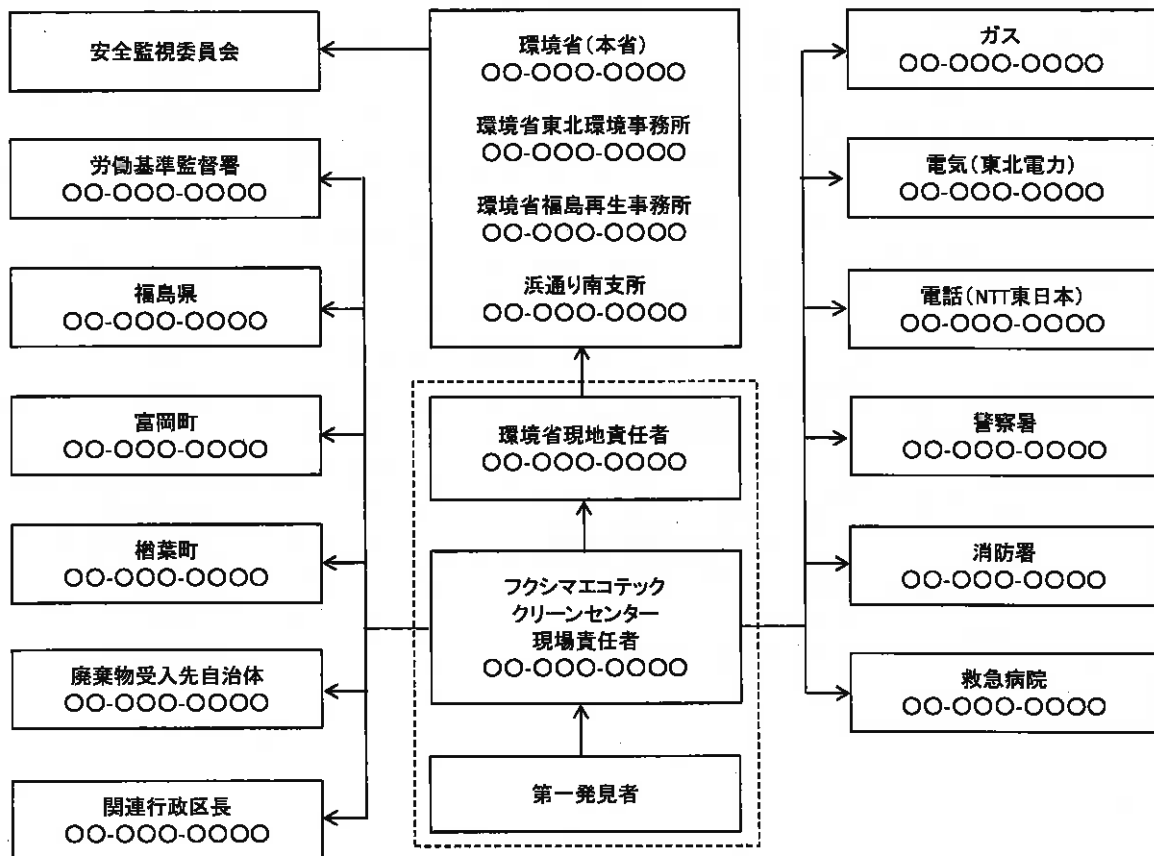 安全監視委員会
労働基準監督署
○○-○○○-○○○○
福島県
○○-○○○-○○○○
富岡町
○○-○○○-○○○○
楢葉町
○○-○○○-○○○○
廃棄物受入先自治体
○○-○○○-○○○○
関連行政区長
○○-○○○-○○○○
環境省(本省)
○○-○○○-○○○○
環境省東北環境事務所
○○-○○○-○○○○
環境省福島再生事務所
○○-○○○-○○○○
浜通り南支所
○○-○○○-○○○○
環境省現地責任者
○○-○○○-○○○○
フクシマエコテック
クリーンセンター
現場責任者
○○-○○○-○○○○
第一発見者
ガス
○○-○○○-○○○○
電気(東北電力)
○○-○○○-○○○○
電話(NTT東日本)
○○-○○○-○○○○
警察署
○○-○○○-○○○○
消防署
○○-○○○-○○○○
救急病院
○○-○○○-○○○○